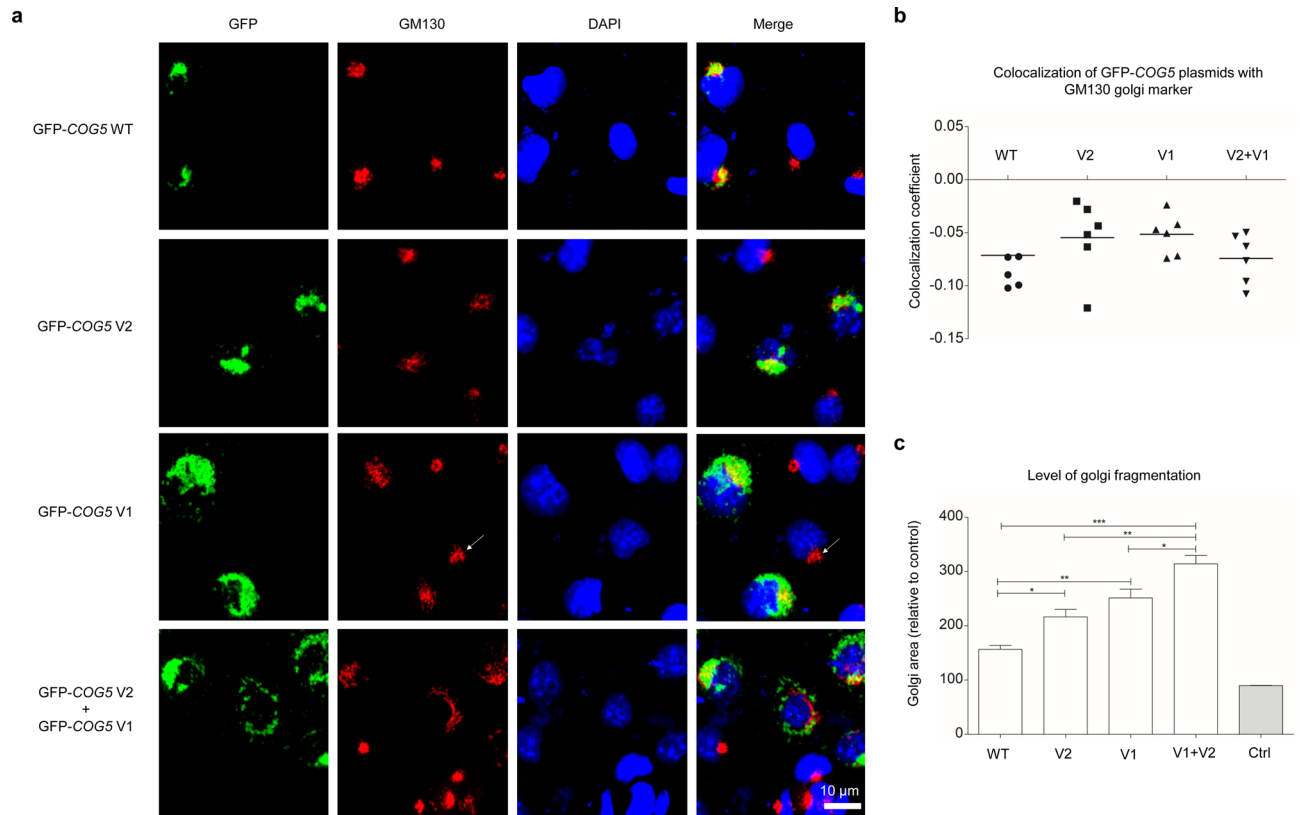 a
GFP
GM130
DAPI
Merge
GFP-COG5 WT
GFP-COG5 V2
GFP-COG5 V1
GFP-COG5 V2
+
GFP-COG5 V1
10 µm
b
Colocalization of GFP-COG5 plasmids with
GM130 golgi marker
Colocalization coefficient
0.05
0.00
-0.05
-0.10
-0.15
WT
V2
V1
V2+V1
c
Level of golgi fragmentation
Golgi area (relative to control)
400
300
200
100
0
***
**
*
**
*
WT
V2
V1
V1+V2
Ctrl